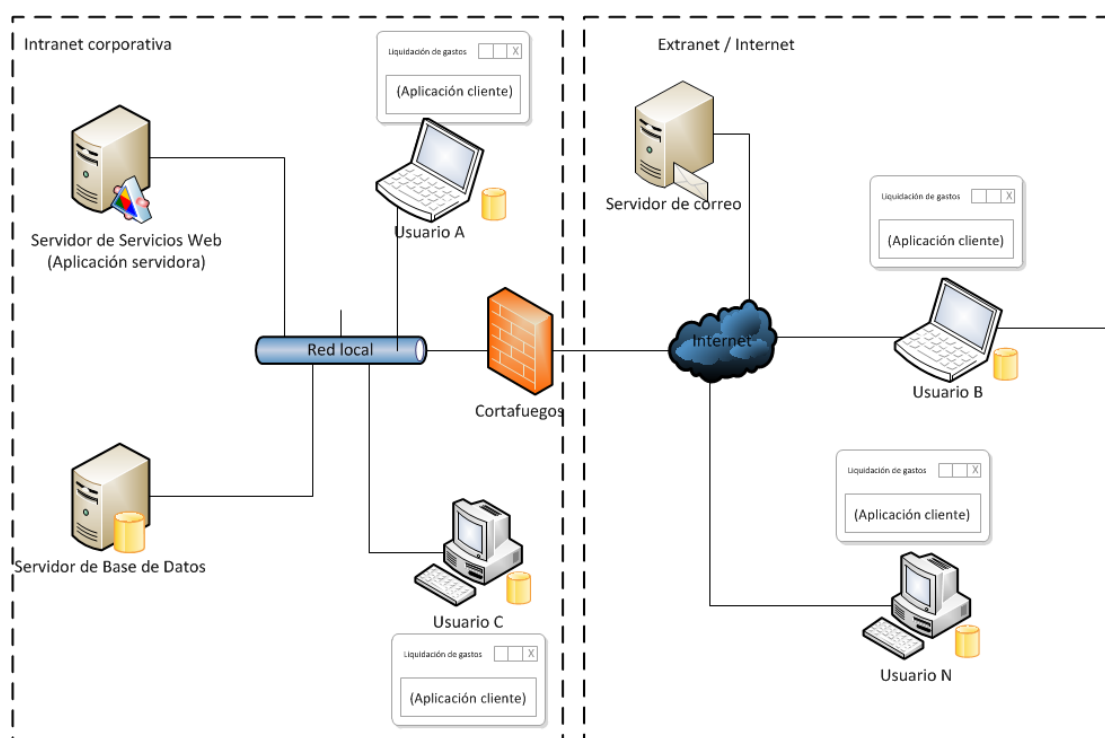 Intranet corporativa
Liquidación de gastos
X
(Aplicación cliente)
Usuario A
Servidor de Servicios Web
(Aplicación servidora)
Red local
Cortafuegos
Servidor de Base de Datos
Usuario C
Liquidación de gastos
X
(Aplicación cliente)
Extranet / Internet
Servidor de correo
Liquidación de gastos
X
(Aplicación cliente)
Internet
Usuario B
Liquidación de gastos
X
(Aplicación cliente)
Usuario N